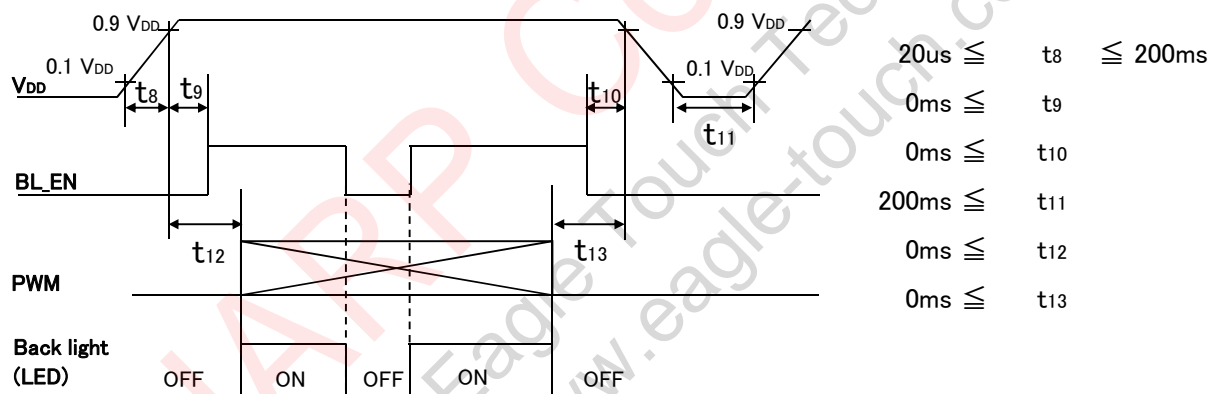 0.9 VDD
0.9 VDD
0.1 VDD
0.1 VDD
VDD
t8
t9
t10
t11
BL_EN
t12
t13
PWM
Back light
(LED)
OFF
ON
OFF
ON
OFF
20us ≦ t8 ≦ 200ms
0ms ≦ t9
0ms ≦ t10
200ms ≦ t11
0ms ≦ t12
0ms ≦ t13